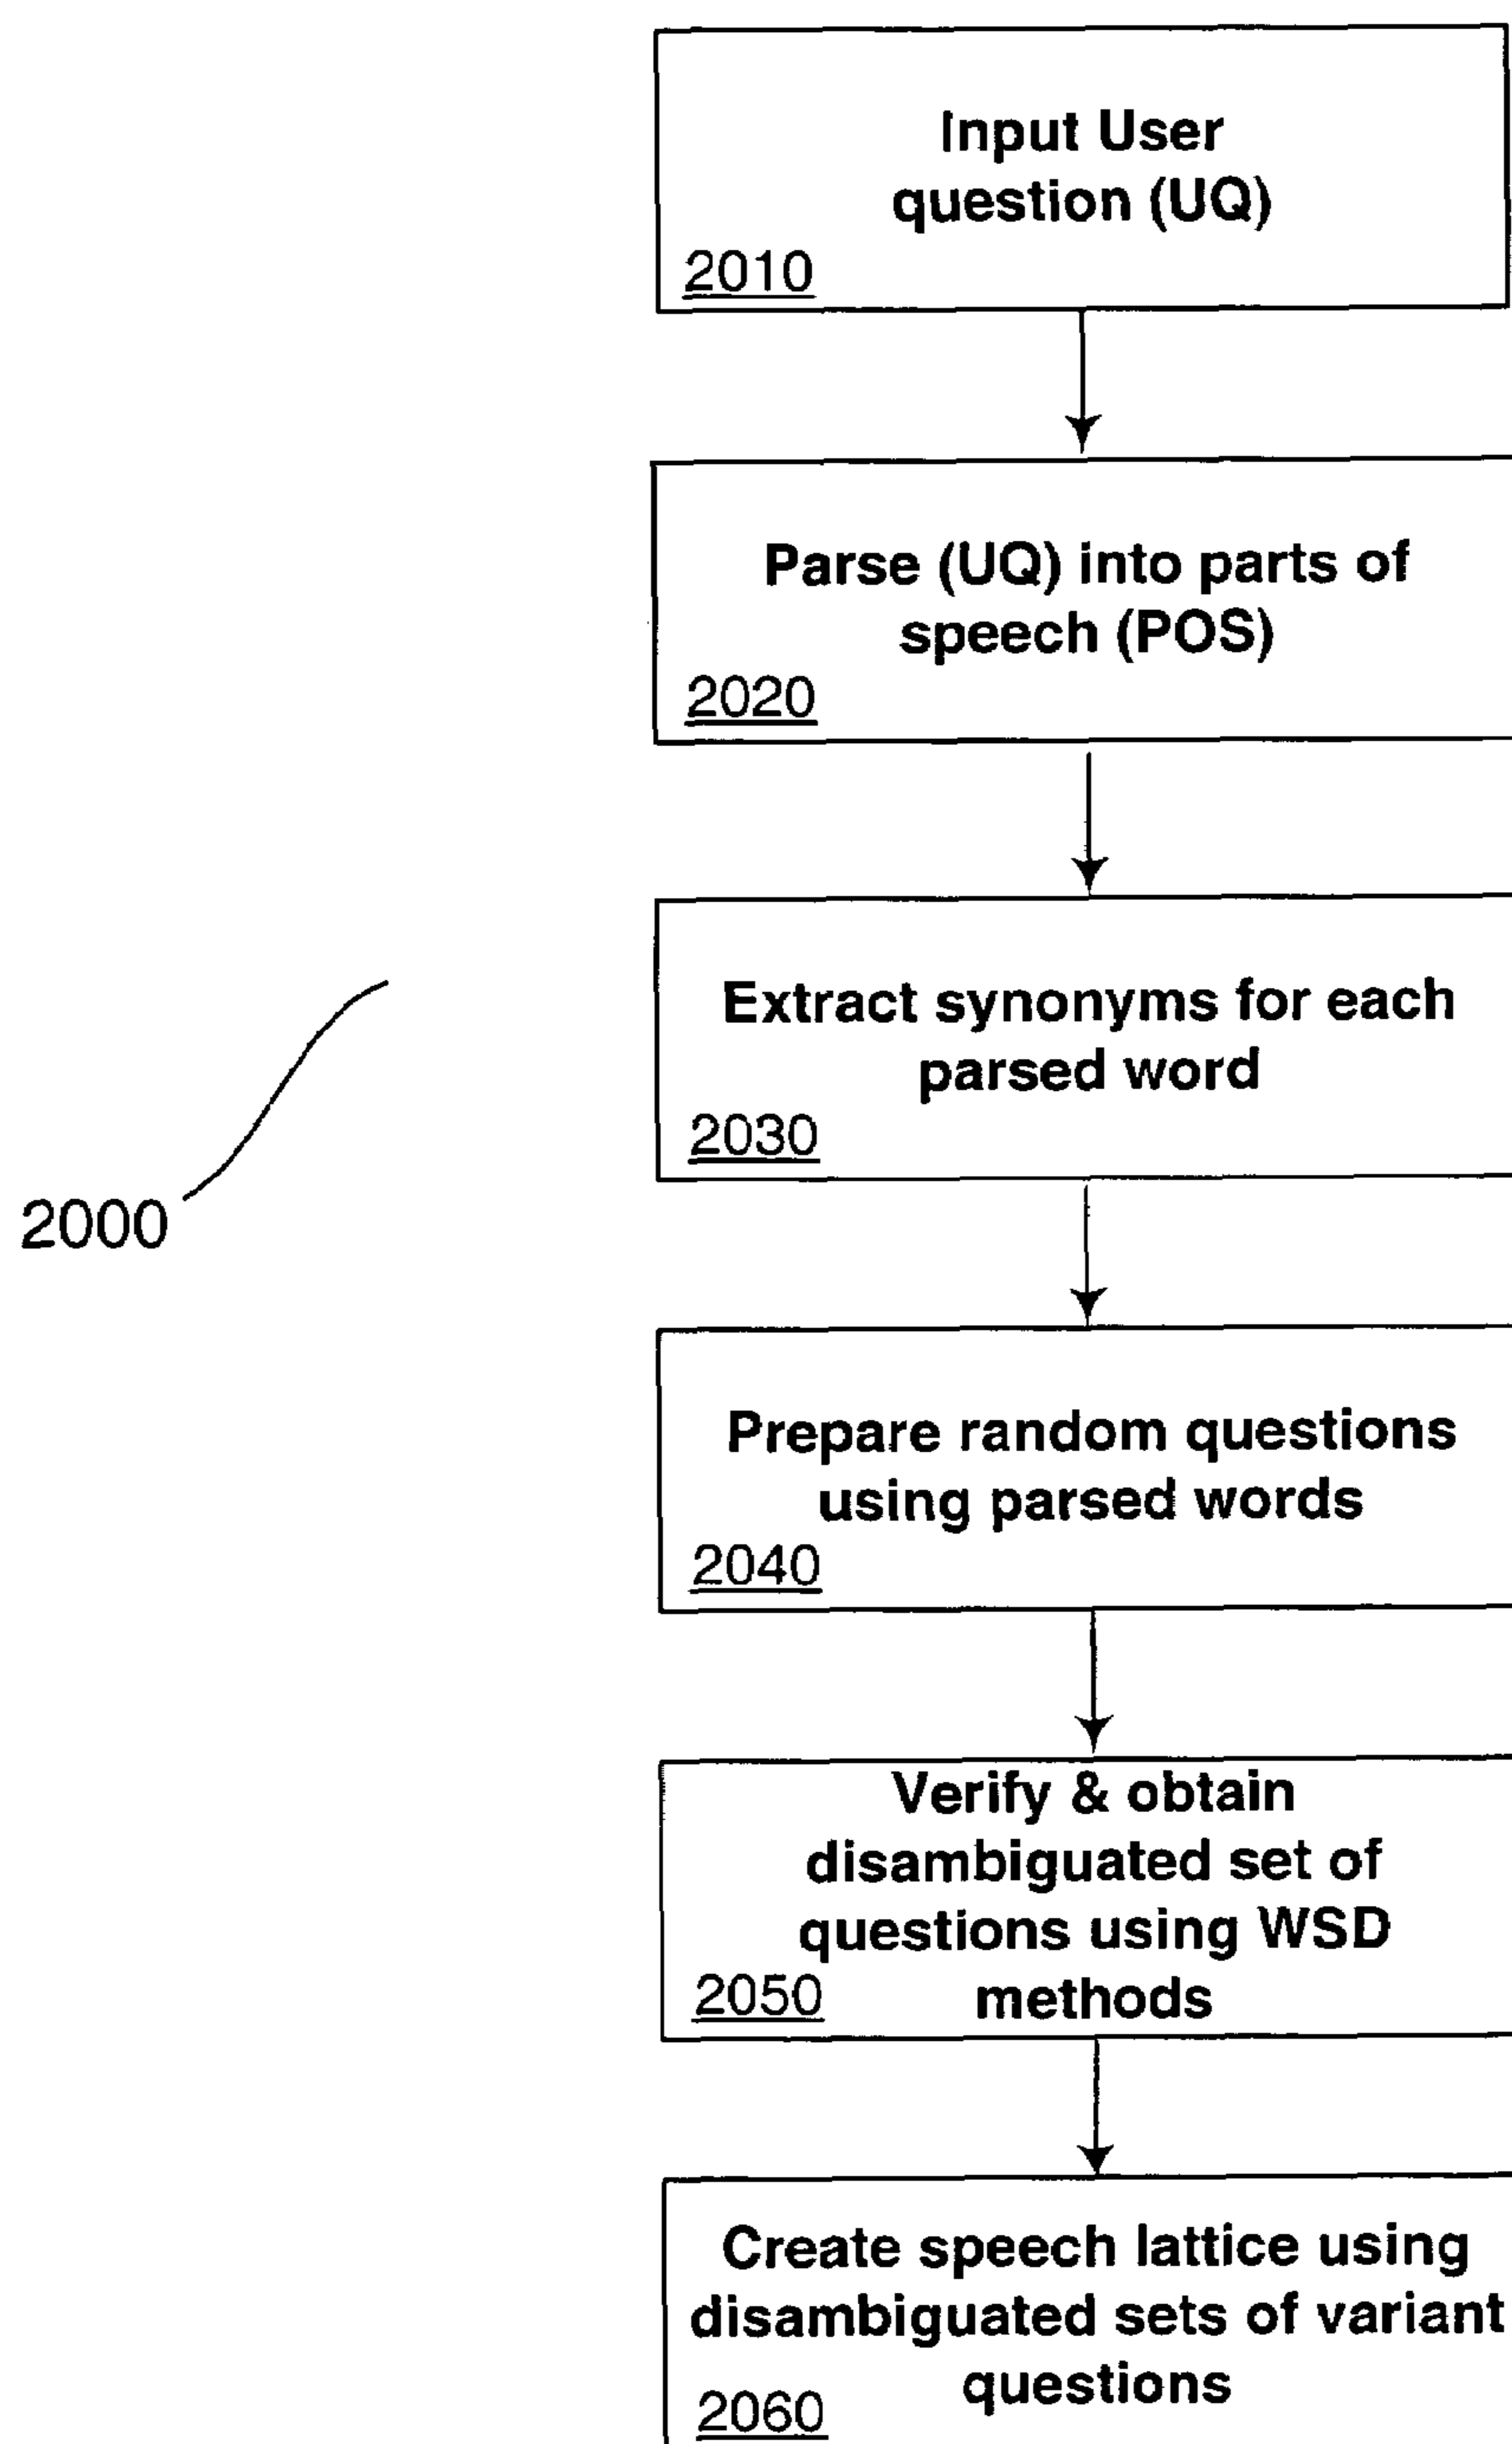 Input User
question (UQ)
2010
Parse (UQ) into parts of
speech (POS)
2020
Extract synonyms for each
parsed word
2030
2000
Prepare random questions
using parsed words
2040
Verify & obtain
disambiguated set of
questions using WSD
methods
2050
Create speech lattice using
disambiguated sets of variant
questions
2060